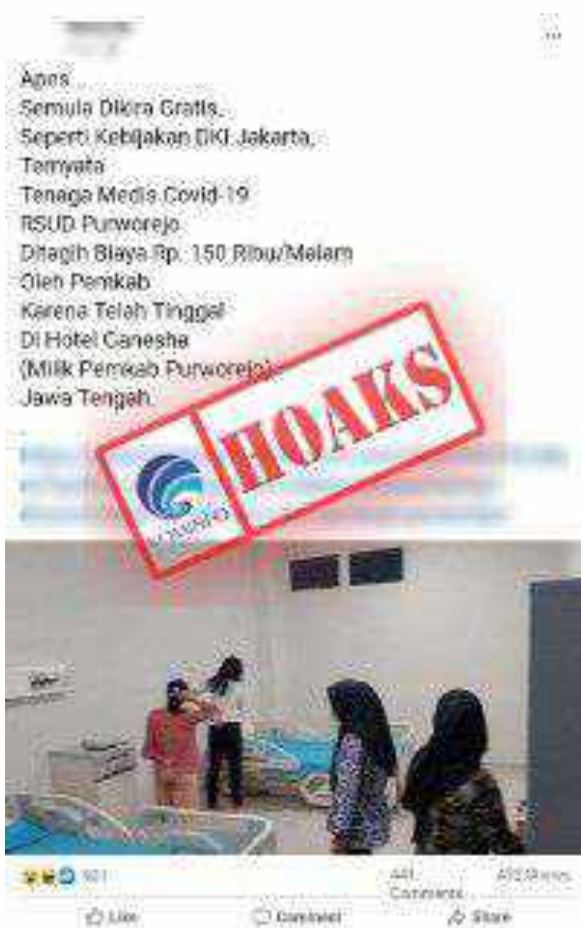 Apes
Semula Dikira Gratis,
Seperti Kebijakan DKI Jakarta,
Ternyata
Tenaga Medis Covid-19
RSUD Purworejo
Ditagih Biaya Rp. 150 Ribu/Malam
Oleh Pemkab
Karena Telah Tinggal
Di Hotel Ganesha
(Milik Pemkab Purworejo)
Jawa Tengah.
HOAKS
KOMINFO
Comments
Like
Comment
Share